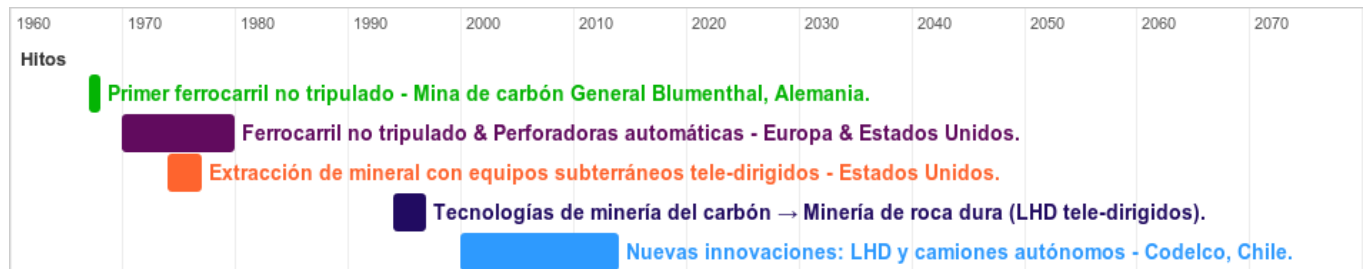 1960 1970 1980 1990 2000 2010 2020 2030 2040 2050 2060 2070
Hitos
Primer ferrocarril no tripulado - Mina de carbón General Blumenthal, Alemania.
Ferrocarril no tripulado & Perforadoras automáticas - Europa & Estados Unidos.
Extracción de mineral con equipos subterráneos tele-dirigidos - Estados Unidos.
Tecnologías de minería del carbón → Minería de roca dura (LHD tele-dirigidos).
Nuevas innovaciones: LHD y camiones autónomos - Codelco, Chile.